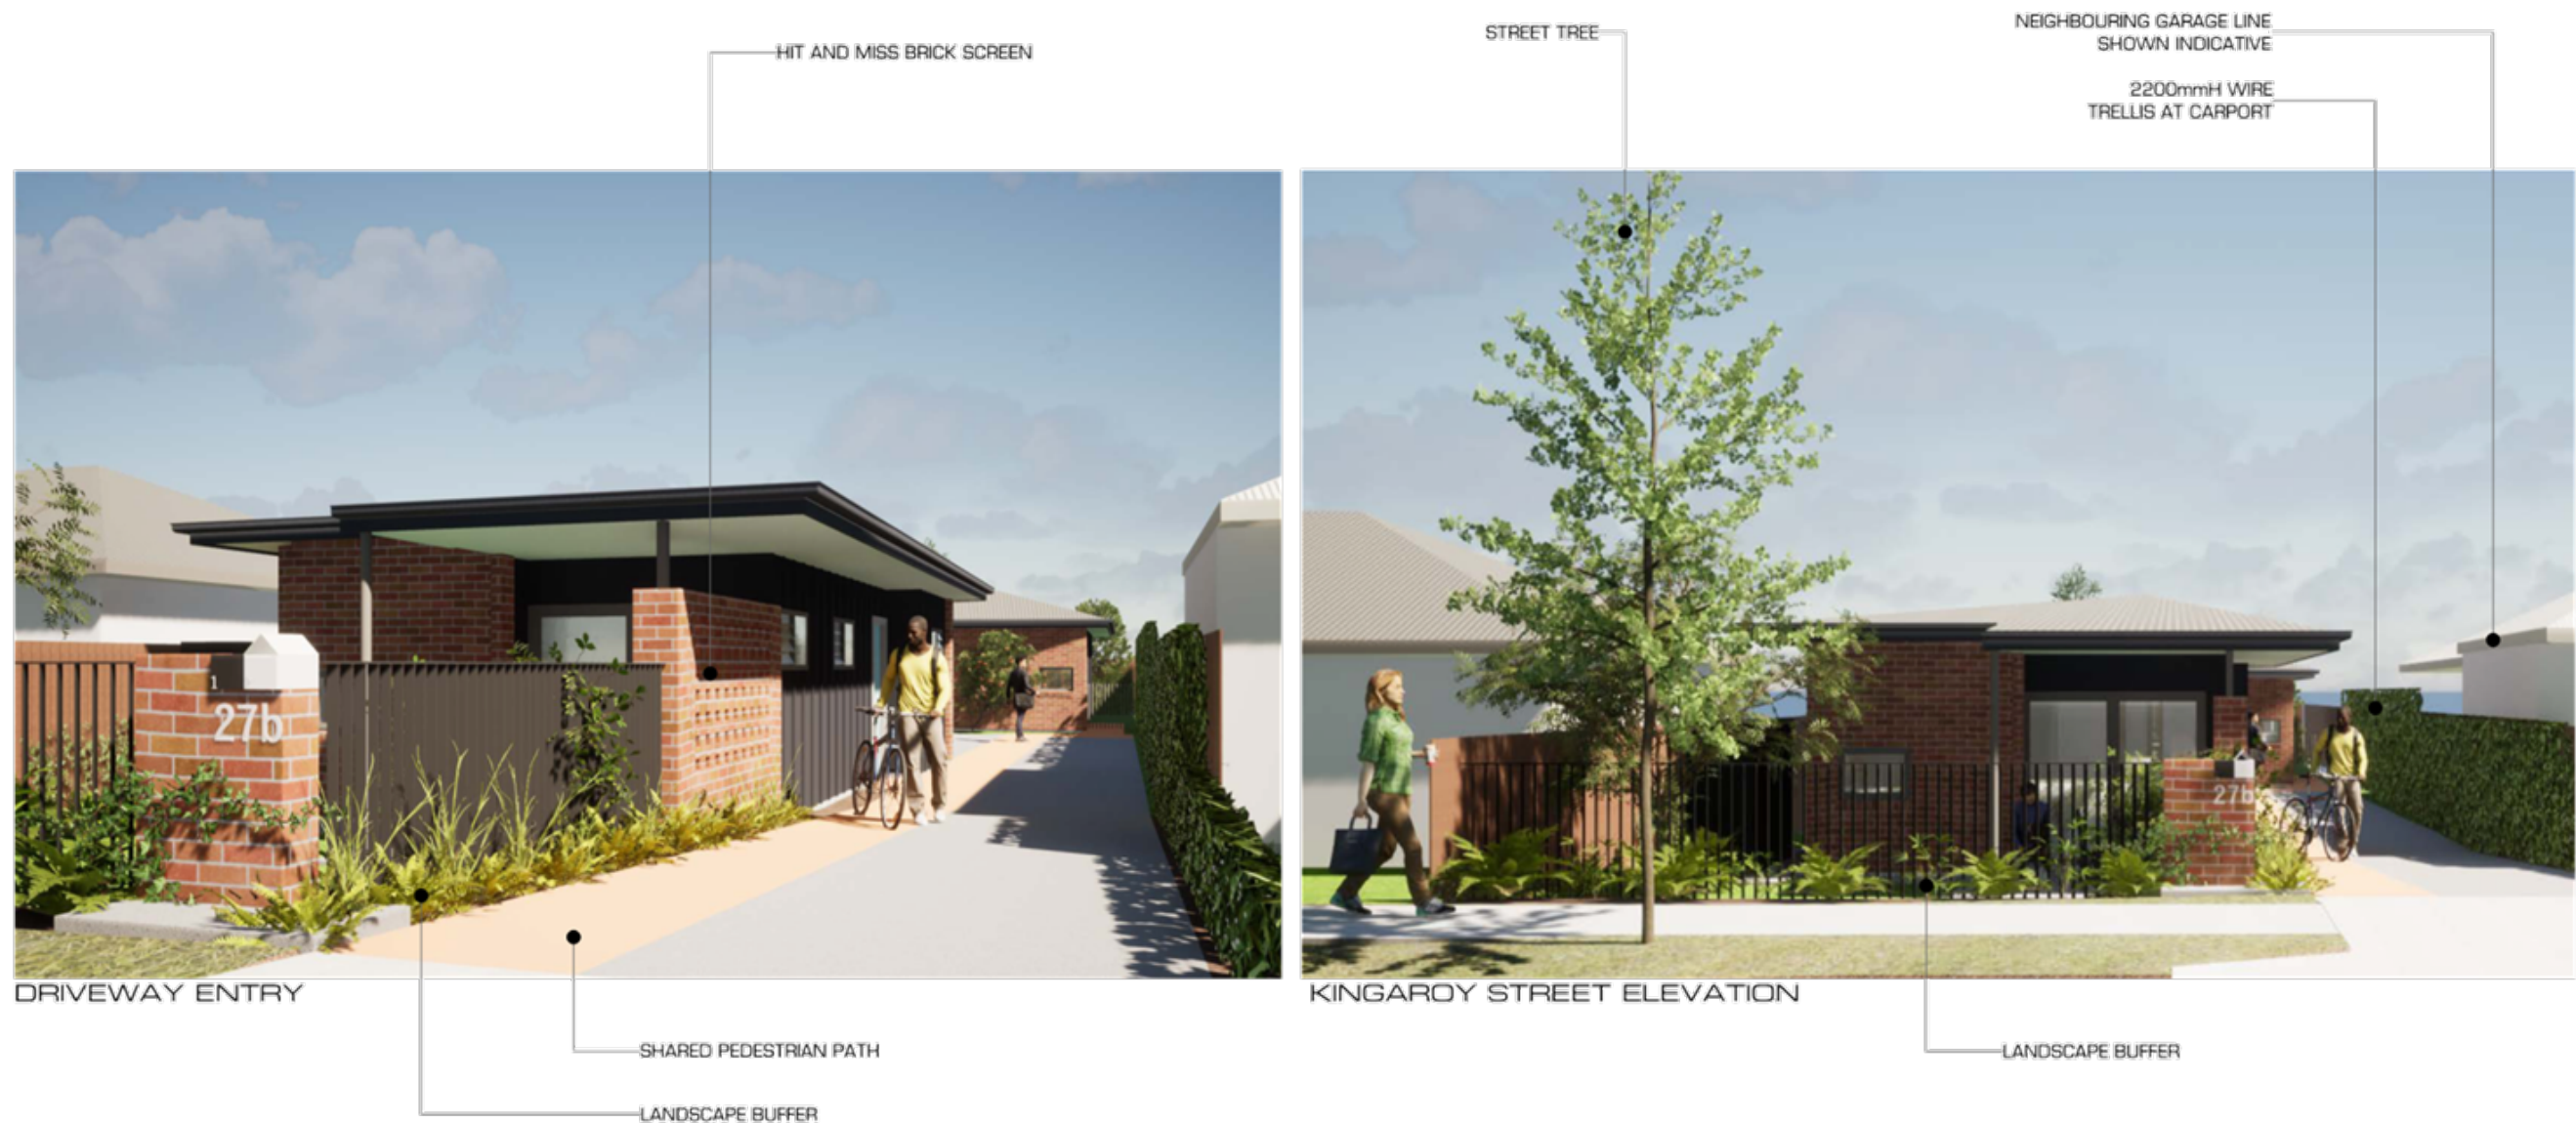 HIT AND MISS BRICK SCREEN
STREET TREE
NEIGHBOURING GARAGE LINE
SHOWN INDICATIVE
2200mmH WIRE
TRELLIS AT CARPORT
1
27b
27b
DRIVEWAY ENTRY
KINGAROY STREET ELEVATION
SHARED PEDESTRIAN PATH
LANDSCAPE BUFFER
LANDSCAPE BUFFER